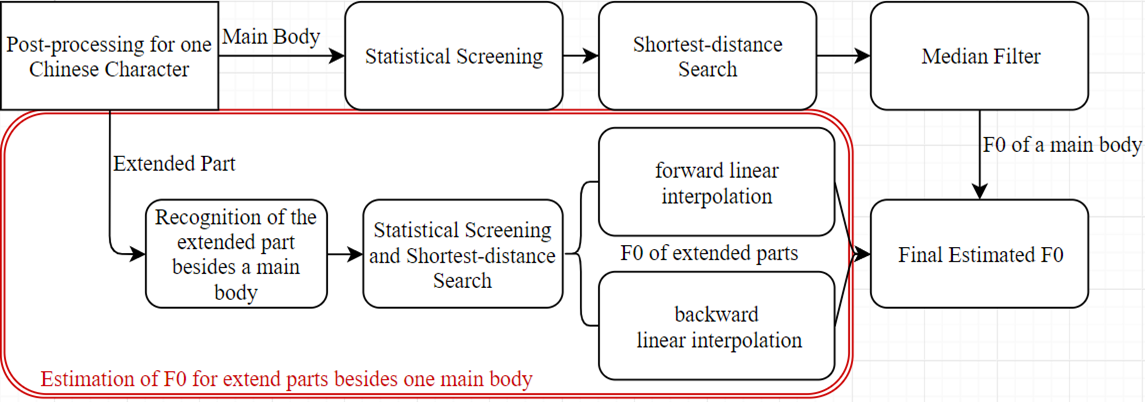 Post-processing for one
Chinese Character
Main Body
Statistical Screening
Shortest-distance
Search
Median Filter
F0 of a main body
Extended Part
Recognition of the
extended part
besides a main
body
Statistical Screening
and Shortest-distance
Search
forward linear
interpolation
F0 of extended parts
backward
linear interpolation
Final Estimated F0
Estimation of F0 for extend parts besides one main body